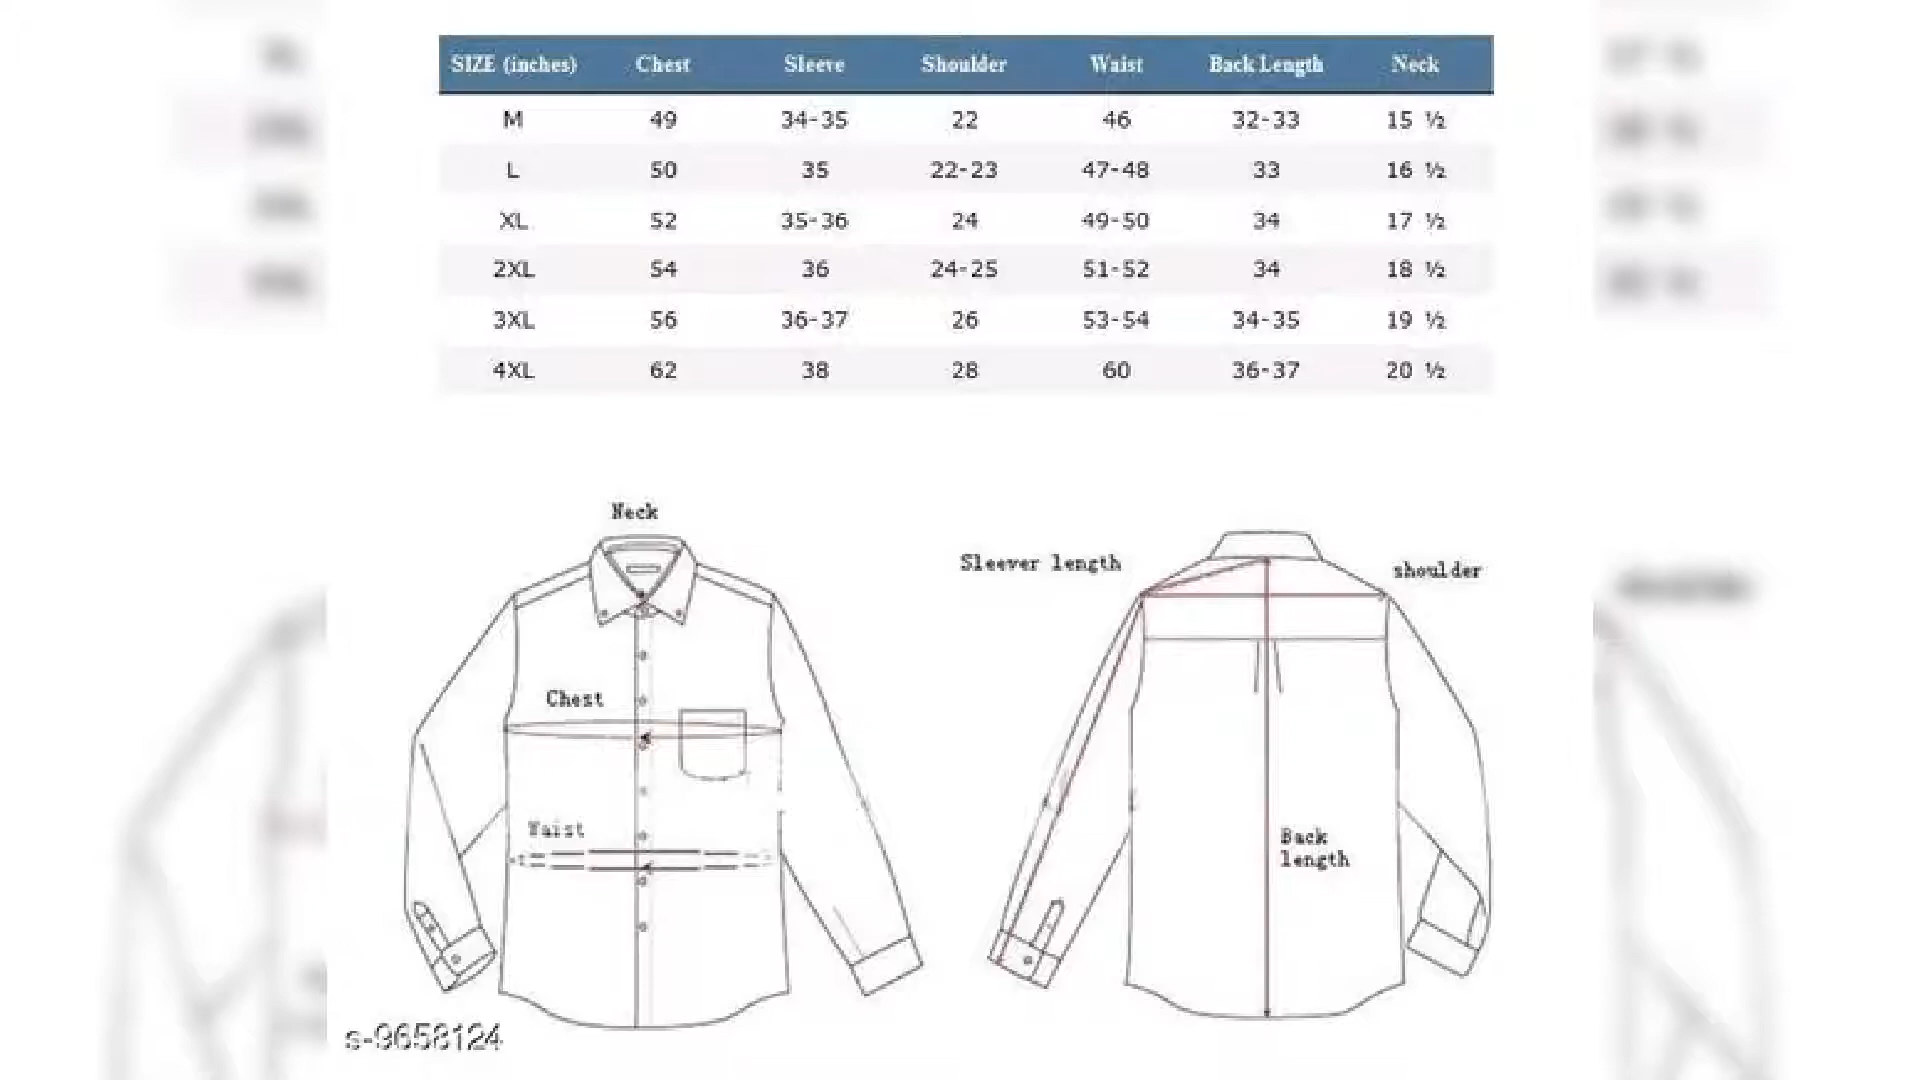 SIZE (inches) Chest Sleeve Shoulder Waist Back Length Neck
M 49 34-35 22 46 32-33 15 ½
L 50 35 22-23 47-48 33 16 ½
XL 52 35-36 24 49-50 34 17 ½
2XL 54 36 24-25 51-52 34 18 ½
3XL 56 36-37 26 53-54 34-35 19 ½
4XL 62 38 28 60 36-37 20 ½
Neck
Sleever length
shoulder
Chest
Waist
Back
length
s-9658124